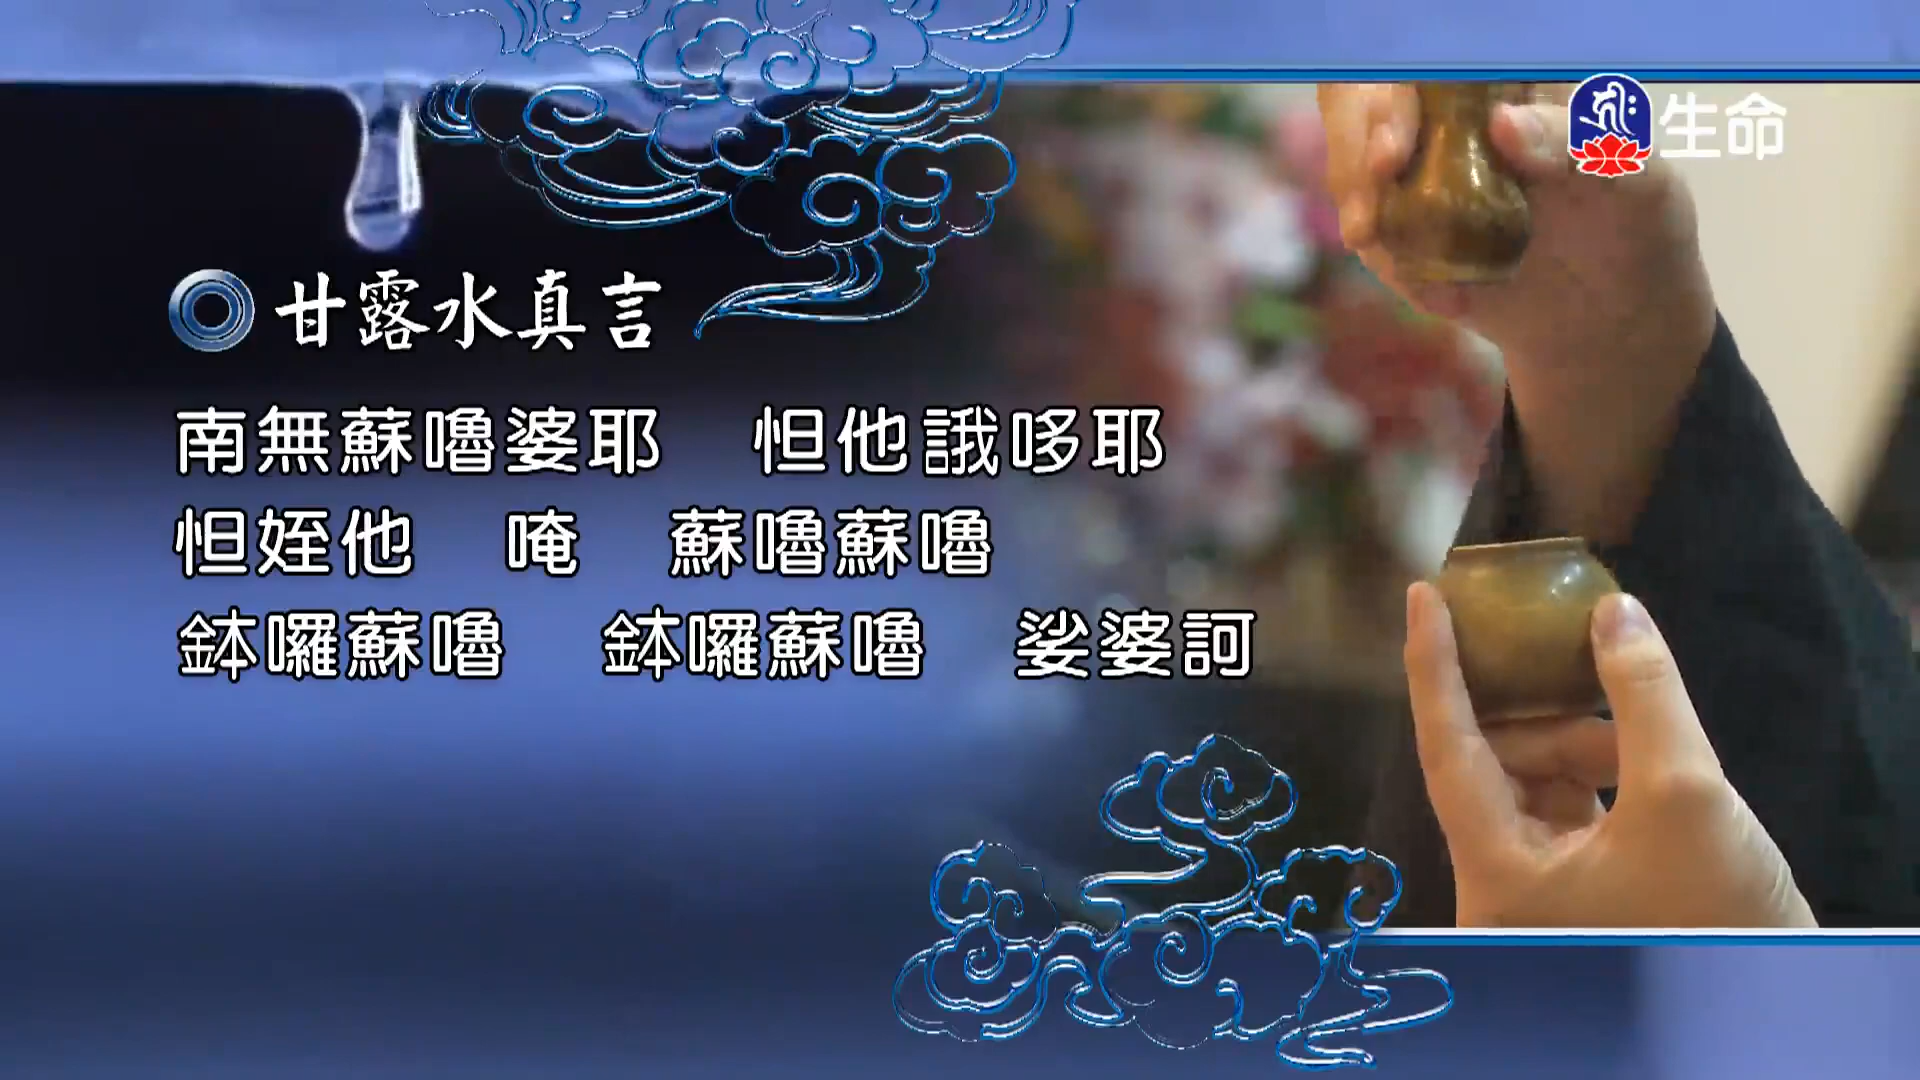 生命
甘露水真言
南無蘇嚕婆耶　怛他誐哆耶
怛姪他　唵　蘇嚕蘇嚕
鉢囉蘇嚕　鉢囉蘇嚕　娑婆訶